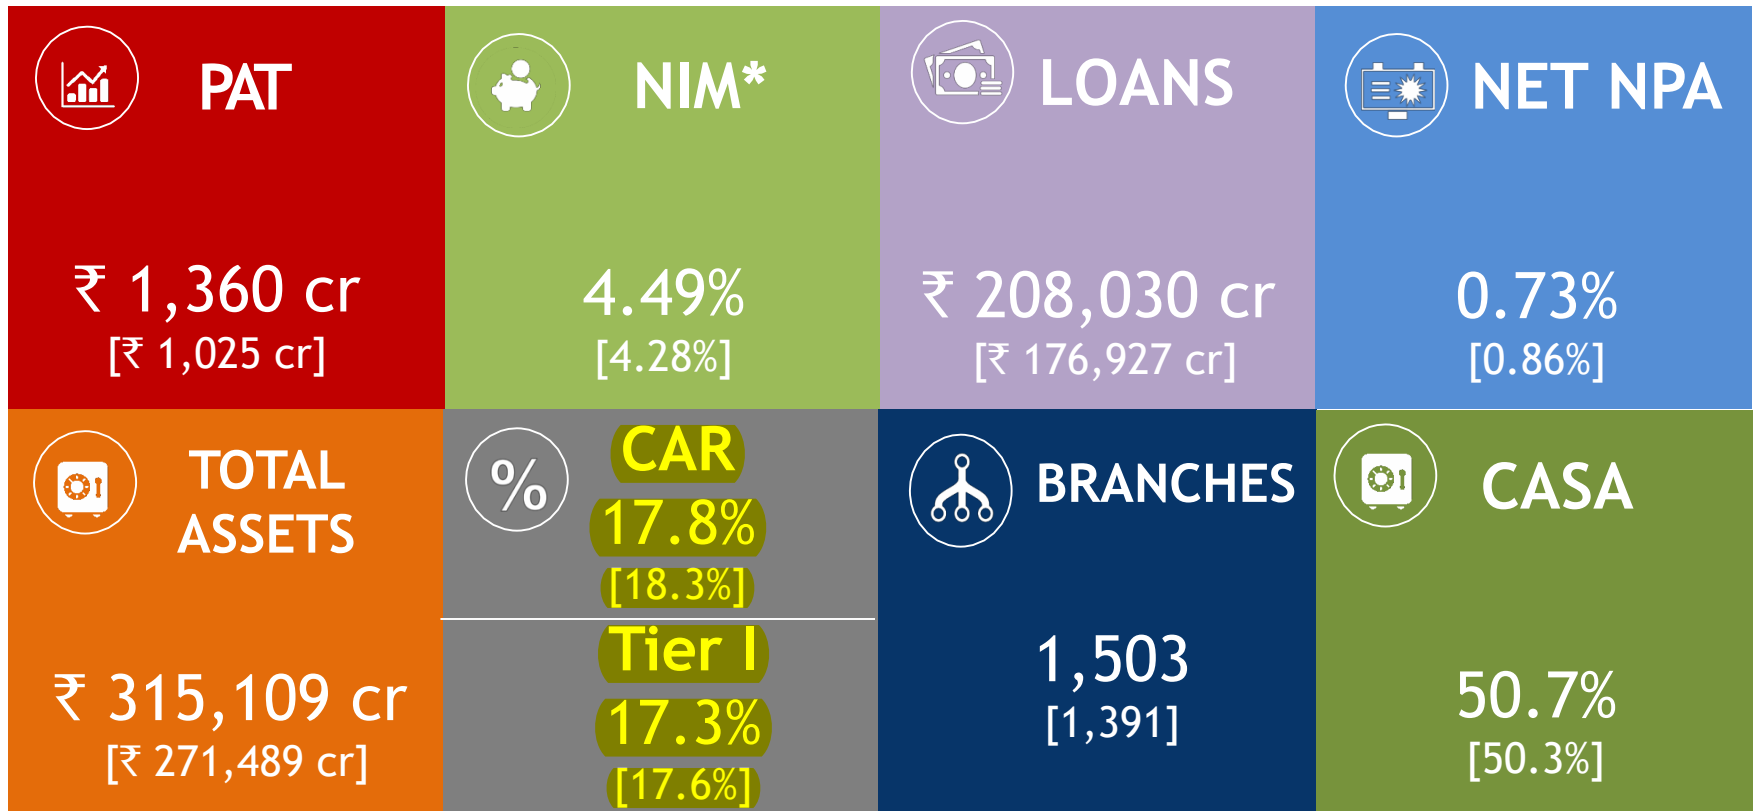 PAT
₹ 1,360 cr
[₹ 1,025 cr]
NIM*
4.49%
[4.28%]
LOANS
₹ 208,030 cr
[₹ 176,927 cr]
NET NPA
0.73%
[0.86%]
TOTAL
ASSETS
₹ 315,109 cr
[₹ 271,489 cr]
%
CAR
17.8%
[18.3%]
Tier I
17.3%
[17.6%]
BRANCHES
1,503
[1,391]
CASA
50.7%
[50.3%]